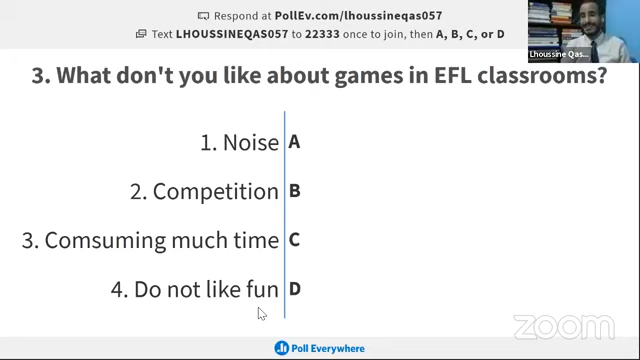 Respond at PollEv.com/lhoussineqas057
Text LHOUSSINEQAS057 to 22333 once to join, then A, B, C, or D
Lhoussine Qas...
3. What don't you like about games in EFL classrooms?
1. Noise A
2. Competition B
3. Comsuming much time C
4. Do not like fun D
zoom
Poll Everywhere